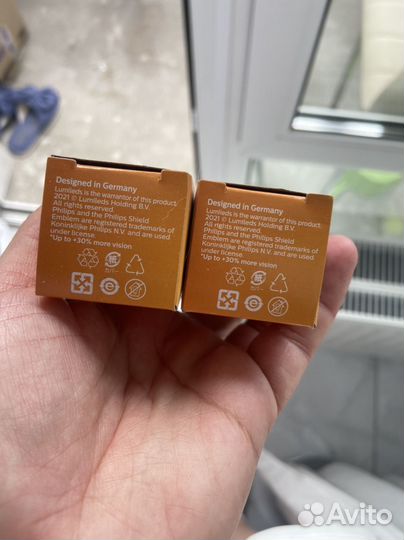 Designed in Germany
Lumileds is the warrantor of this product.
2021 © Lumileds Holding B.V.
All rights reserved.
Philips and the Philips Shield
Emblem are registered trademarks of
Koninklijke Philips N.V. and are used
under license.
*Up to +30% more vision
Designed in Germany
Lumileds is the warrantor of this product.
2021 © Lumileds Holding B.V.
All rights reserved.
Philips and the Philips Shield
Emblem are registered trademarks of
Koninklijke Philips N.V. and are used
under license.
*Up to +30% more vision
Avito